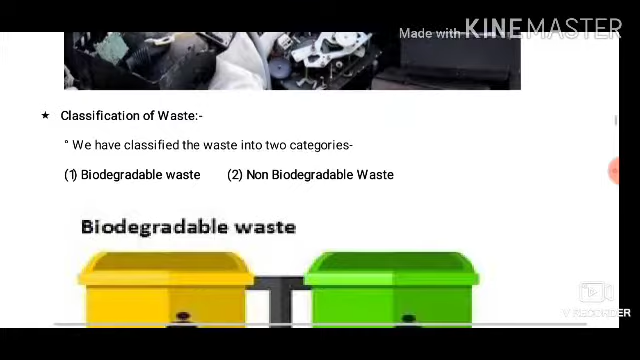 Made with KINEMASTER
★ Classification of Waste:-
° We have classified the waste into two categories-
(1) Biodegradable waste (2) Non Biodegradable Waste
Biodegradable waste
V RECORDER